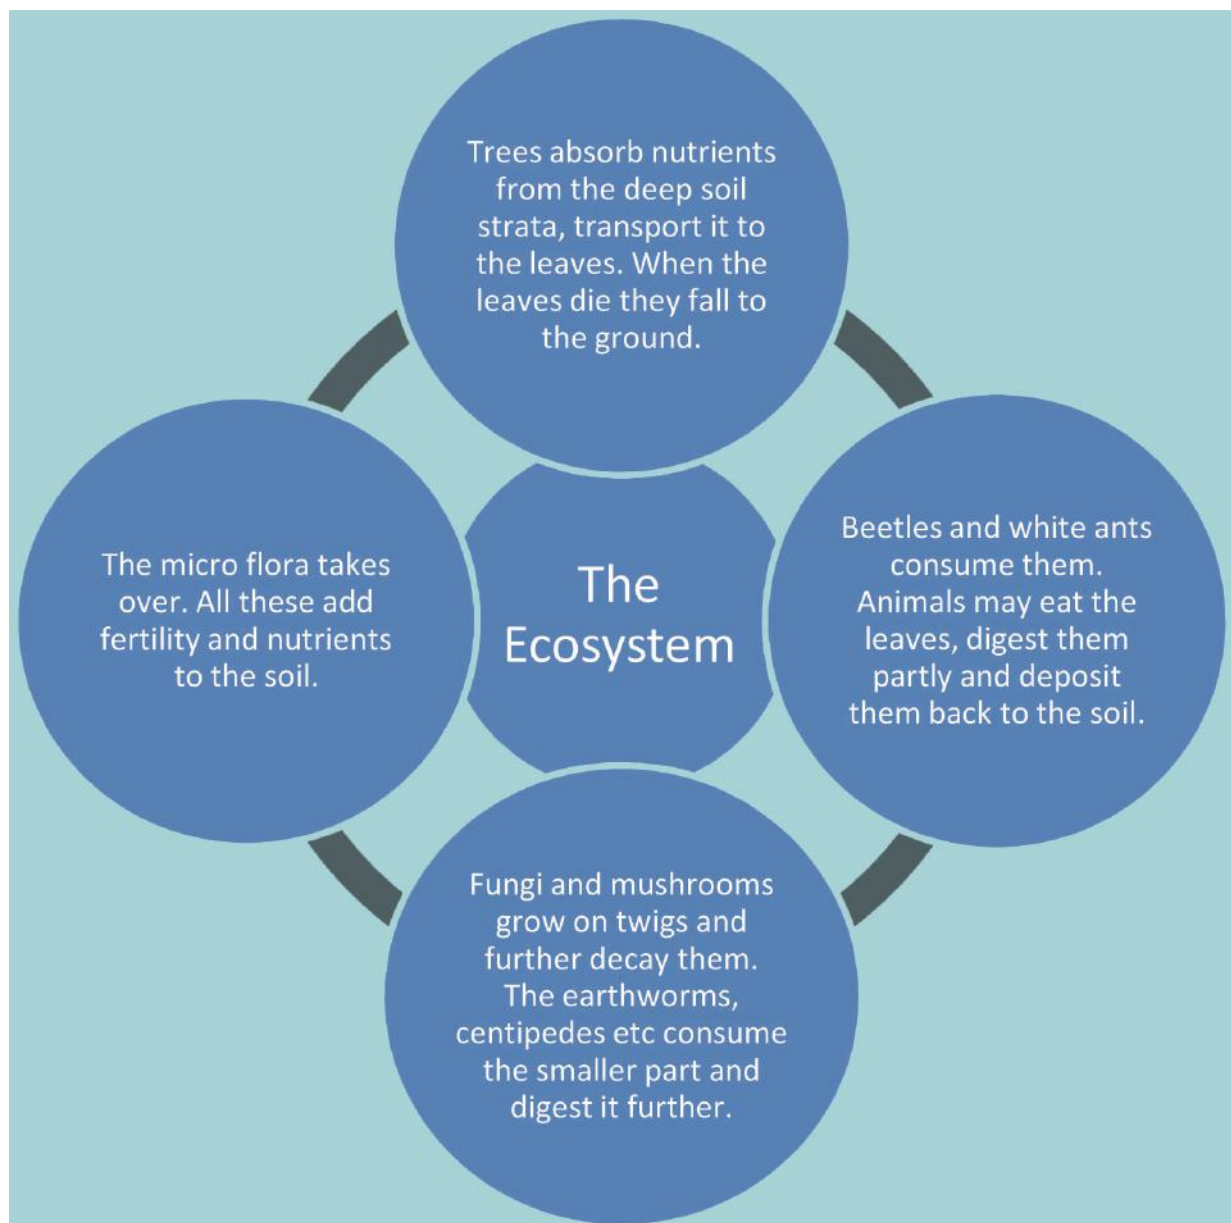 Trees absorb nutrients
from the deep soil
strata, transport it to
the leaves. When the
leaves die they fall to
the ground.
Beetles and white ants
consume them.
Animals may eat the
leaves, digest them
partly and deposit
them back to the soil.
Fungi and mushrooms
grow on twigs and
further decay them.
The earthworms,
centipedes etc consume
the smaller part and
digest it further.
The micro flora takes
over. All these add
fertility and nutrients
to the soil.
The
Ecosystem